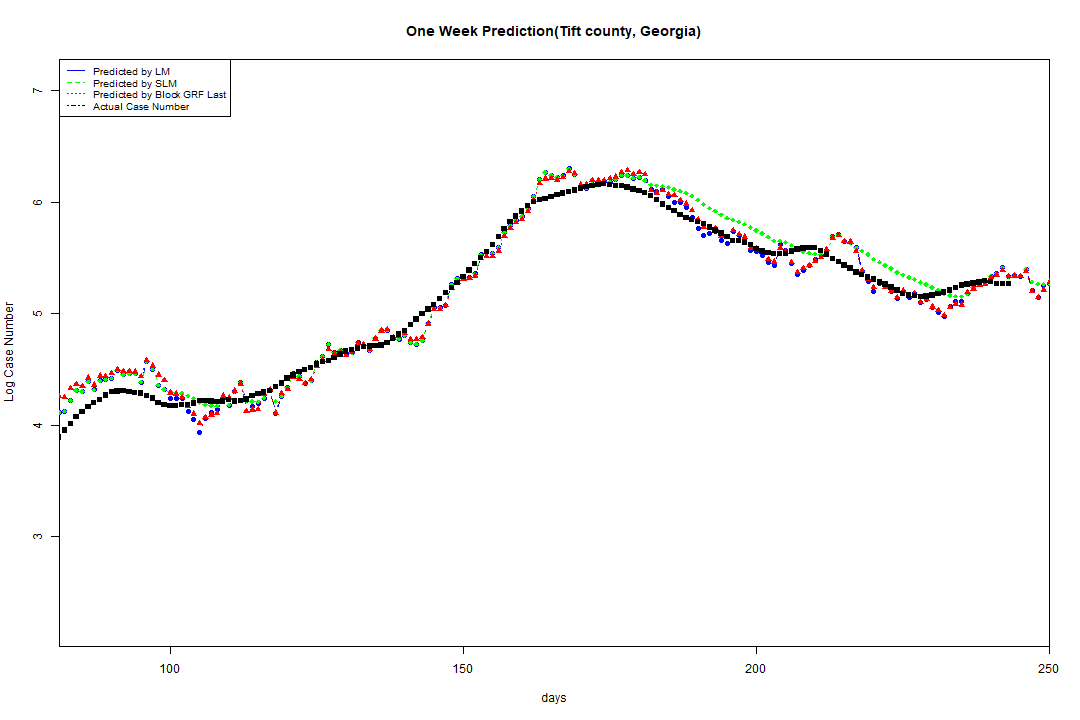 One Week Prediction(Tift county, Georgia)
Predicted by LM
Predicted by SLM
Predicted by Block GRF Last
Actual Case Number
7
6
5
4
3
Log Case Number
100 150 200 250
days